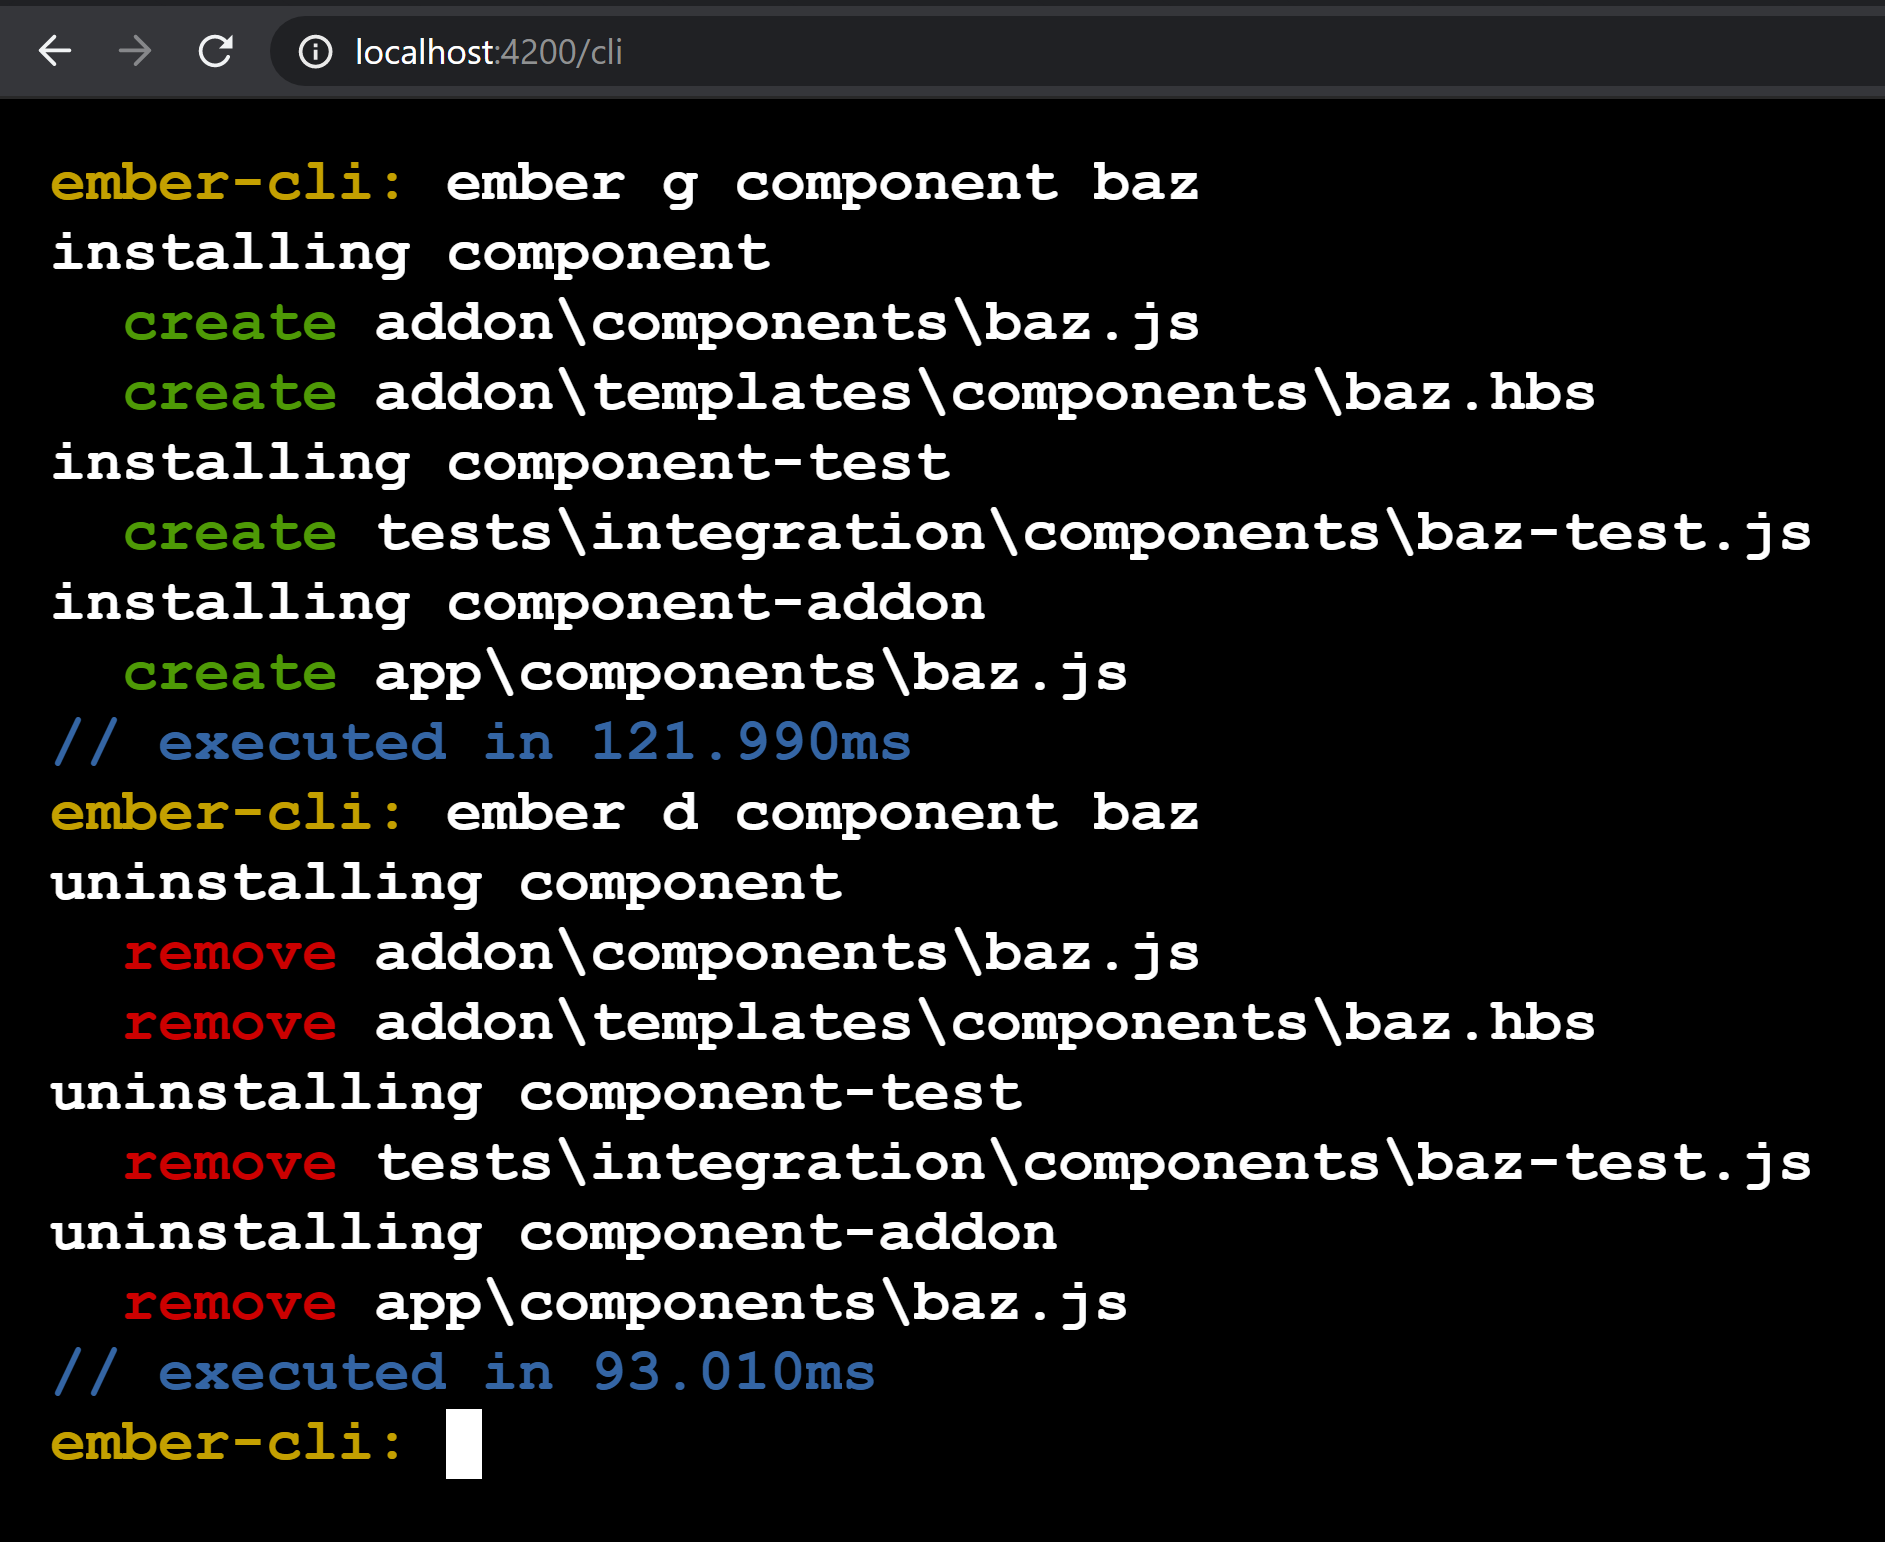 localhost:4200/cli
ember-cli: ember g component baz
installing component
  create addon\components\baz.js
  create addon\templates\components\baz.hbs
installing component-test
  create tests\integration\components\baz-test.js
installing component-addon
  create app\components\baz.js
// executed in 121.990ms
ember-cli: ember d component baz
uninstalling component
  remove addon\components\baz.js
  remove addon\templates\components\baz.hbs
uninstalling component-test
  remove tests\integration\components\baz-test.js
uninstalling component-addon
  remove app\components\baz.js
// executed in 93.010ms
ember-cli: